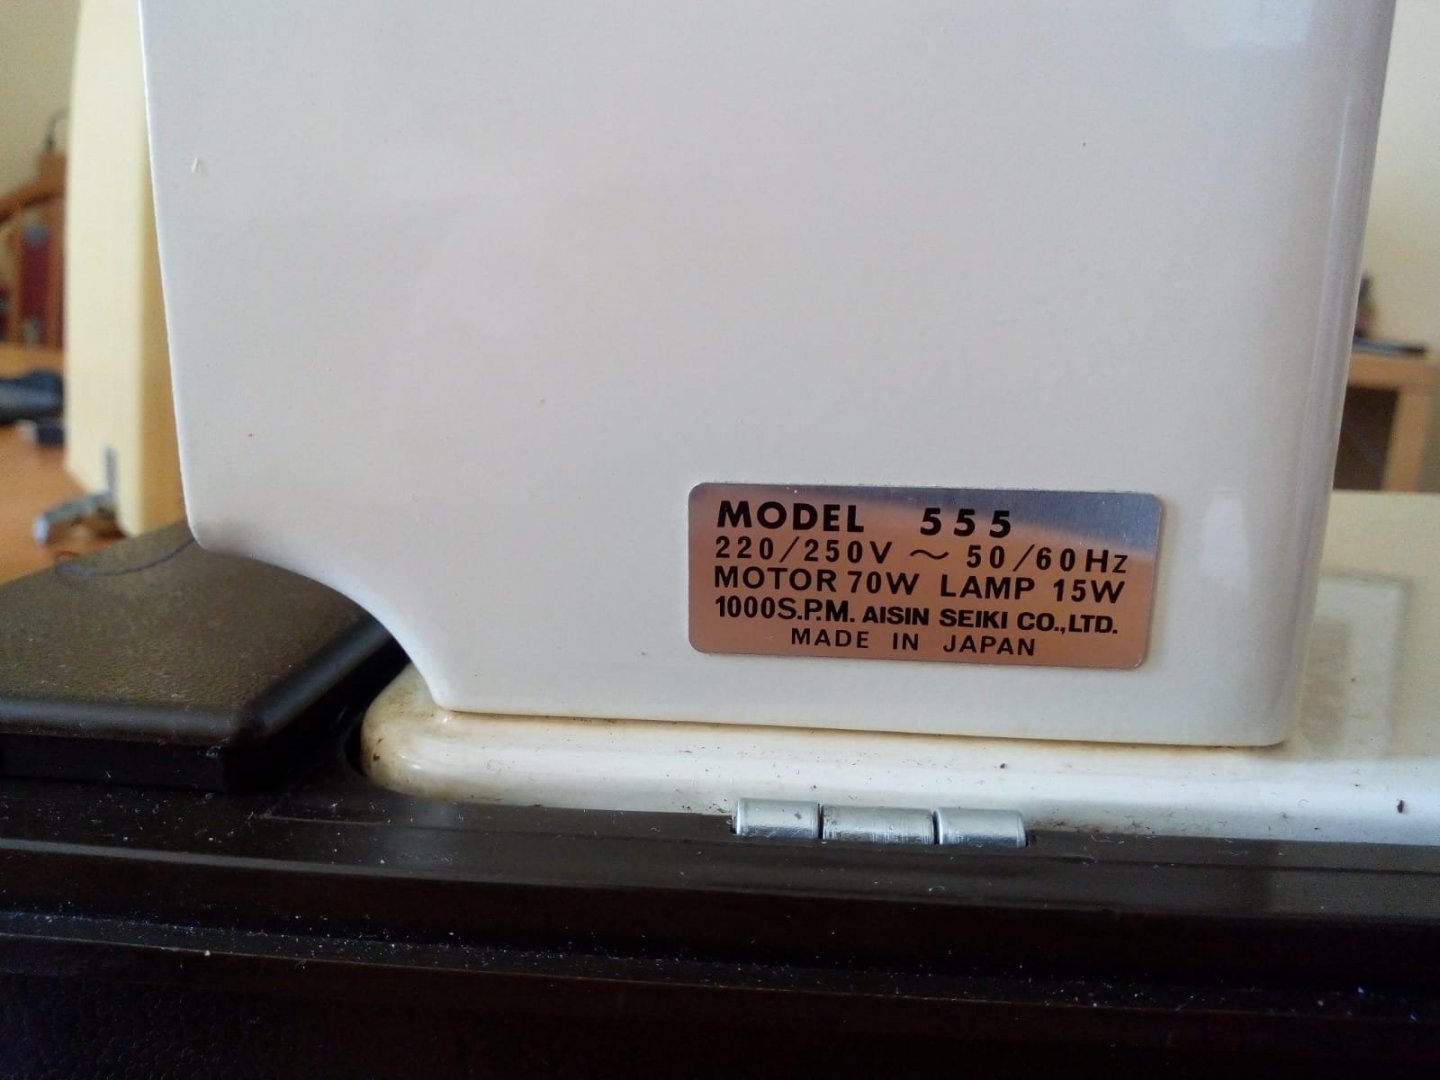 MODEL 555
220/250V ~ 50/60Hz
MOTOR 70W LAMP 15W
1000S.P.M. AISIN SEIKI CO.,LTD.
MADE IN JAPAN